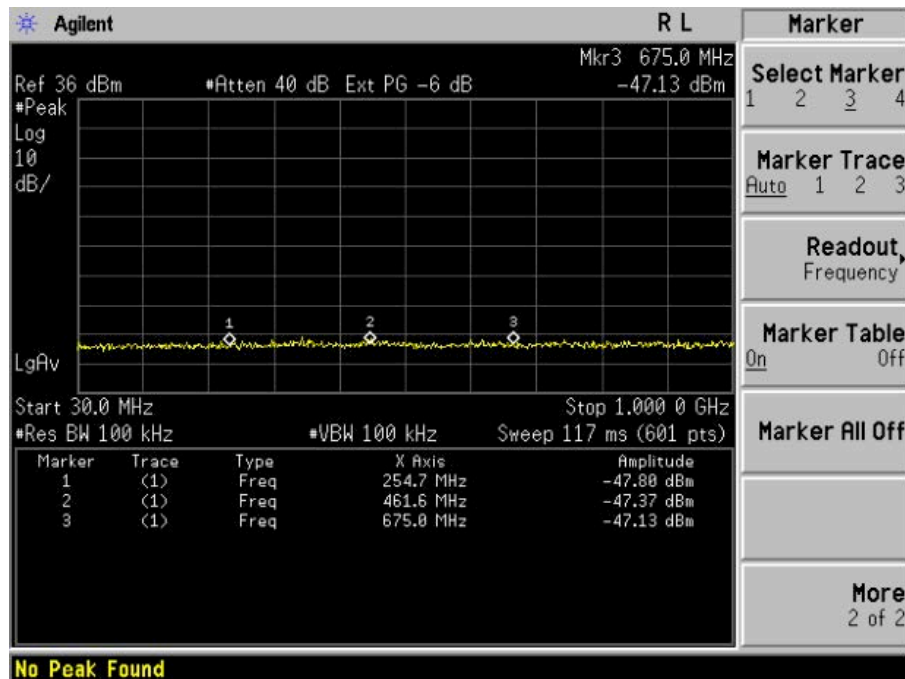 Agilent R L Marker
Mkr3 675.0 MHz
Ref 36 dBm #Atten 40 dB Ext PG -6 dB -47.13 dBm
#Peak
Log
10
dB/
1 2 3
LgAv
Start 30.0 MHz Stop 1.000 0 GHz
#Res BW 100 kHz #VBW 100 kHz Sweep 117 ms (601 pts)
Marker Trace Type X Axis Amplitude
1 (1) Freq 254.7 MHz -47.80 dBm
2 (1) Freq 461.6 MHz -47.37 dBm
3 (1) Freq 675.0 MHz -47.13 dBm
Select Marker
1 2 3 4
Marker Trace
Auto 1 2 3
Readout
Frequency
Marker Table
On Off
Marker All Off
More
2 of 2
No Peak Found